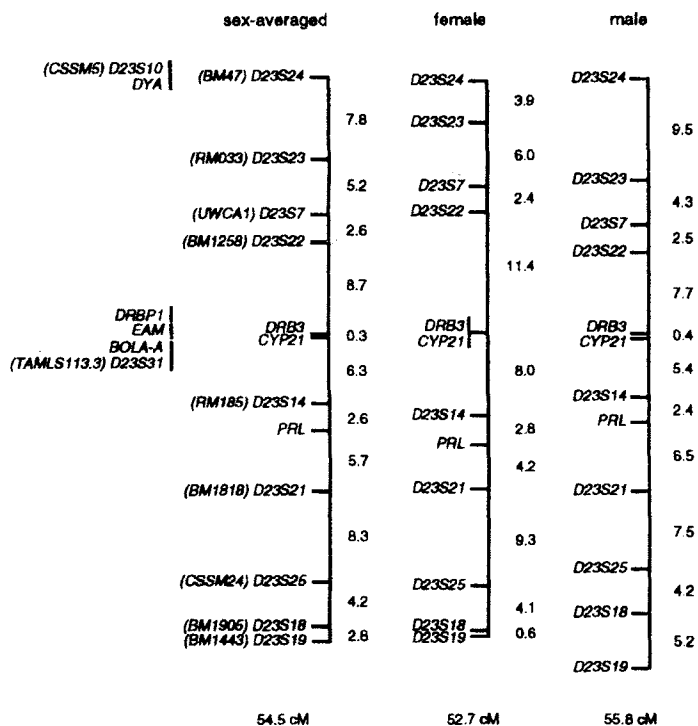 sex-averaged female male
(CSSM5) D23S10
DYA
(BM47) D23S24 D23S24 D23S24
7.8 3.9 9.5
D23S23
(RM033) D23S23 6.0 D23S23
5.2 D23S7 4.3
(UWCA1) D23S7 2.4 D23S7
2.6 D23S22 2.5
(BM1258) D23S22 D23S22
8.7 11.4 7.7
DRBP1
EAM DRB3 DRB3 DRB3
CYP21 0.3 CYP21 CYP21 0.4
BOLA-A
(TAMLS113.3) D23S31 6.3 8.0 5.4
(RM185) D23S14 D23S14 D23S14
2.6 2.8 2.4
PRL PRL PRL
5.7 4.2 6.5
(BM1818) D23S21 D23S21 D23S21
8.3 9.3 7.5
(CSSM24) D23S25 D23S25 D23S25
4.2 4.1 4.2
(BM1905) D23S18 D23S18 D23S18
(BM1443) D23S19 2.8 D23S19 0.6 5.2
D23S19
54.5 cM 52.7 cM 55.8 cM